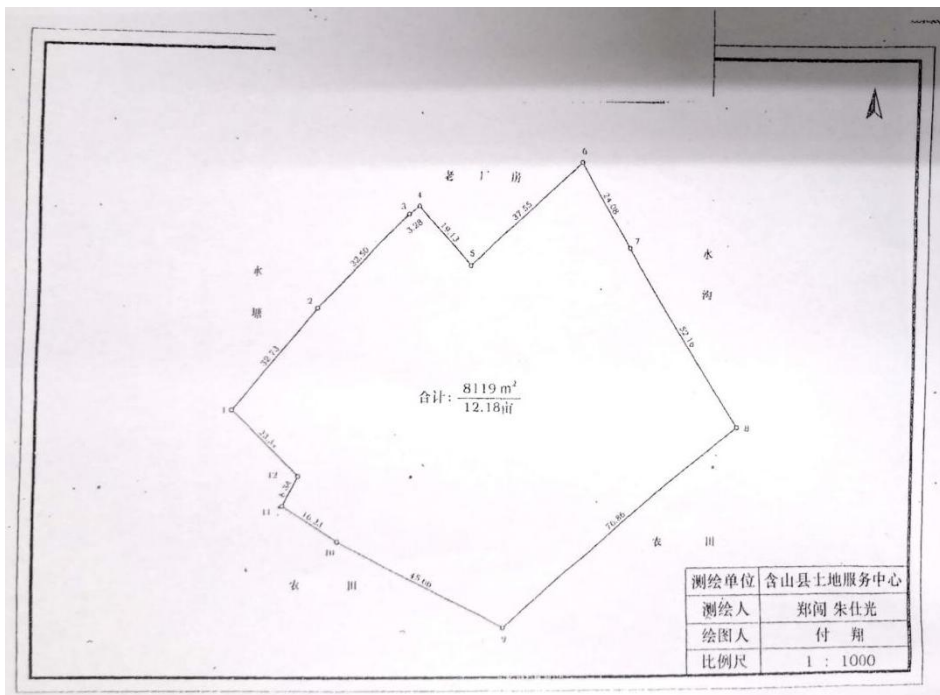 老厂房
6
4
3
3.28
19.13
37.55
24.08
5
7
水沟
32.50
水塘
2
52.19
32.73
合计: 8119 m²
12.18亩
1
8
12
11
16.33
76.86
10
农田
农田
45.60
9
测绘单位 含山县土地服务中心
测绘人 郑闯 朱仕光
绘图人 付 翔
比例尺 1 : 1000